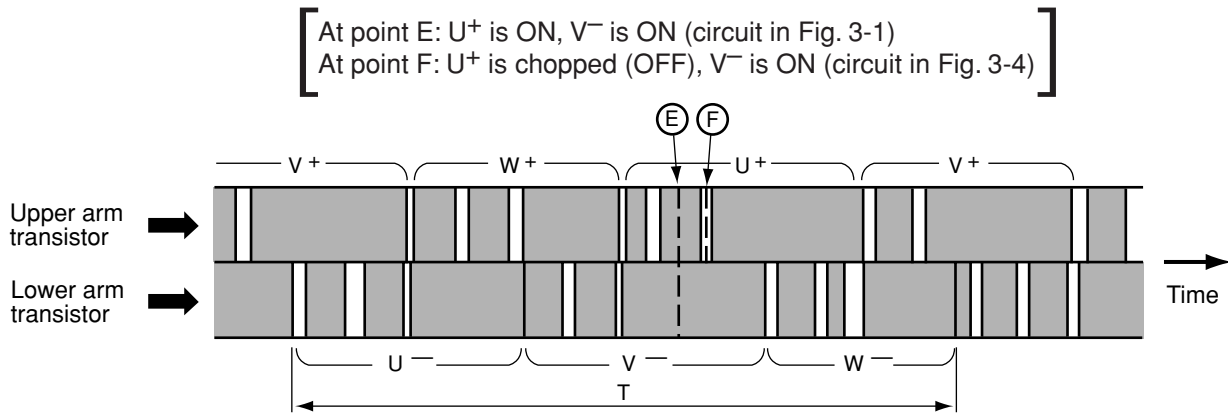 At point E: U+ is ON, V— is ON (circuit in Fig. 3-1)
At point F: U+ is chopped (OFF), V— is ON (circuit in Fig. 3-4)
E F
V+ W+ U+ V+
Upper arm
transistor
Lower arm
transistor
Time
U— V— W—
T